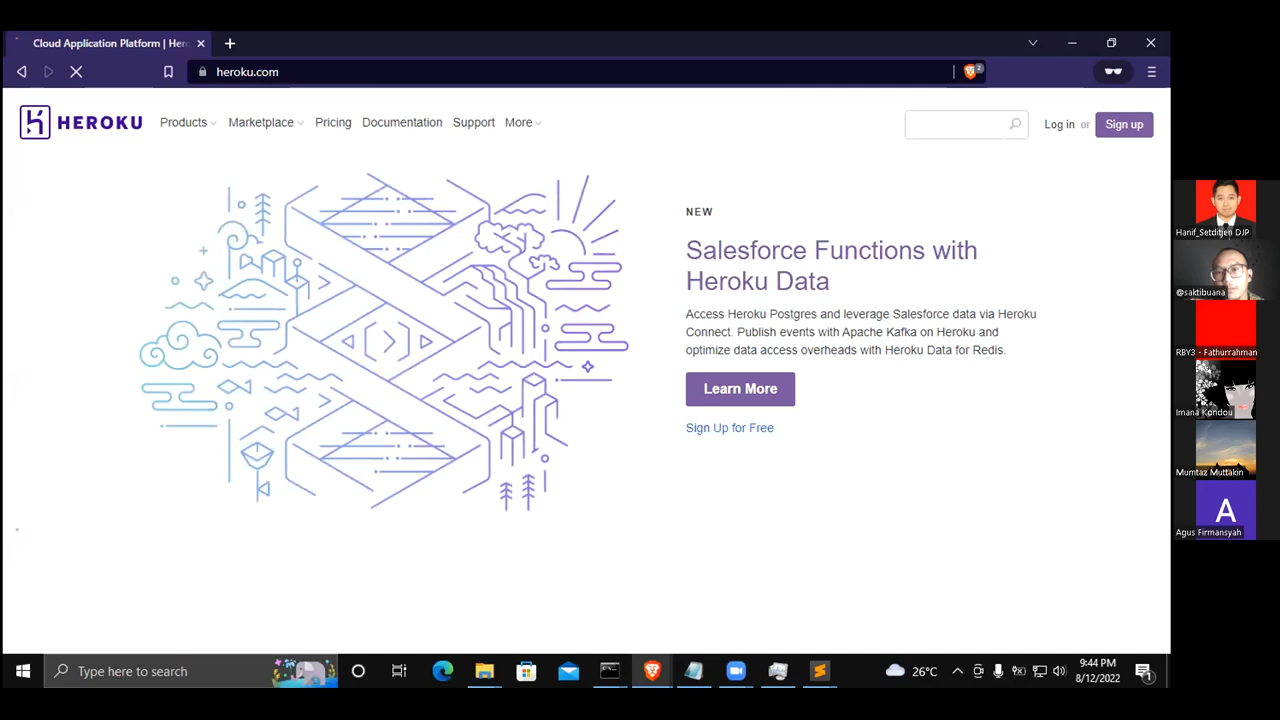 Cloud Application Platform | Her
heroku.com
2
HEROKU
Products
Marketplace
Pricing
Documentation
Support
More
Log in or
Sign up
NEW
Salesforce Functions with
Heroku Data
Access Heroku Postgres and leverage Salesforce data via Heroku
Connect. Publish events with Apache Kafka on Heroku and
optimize data access overheads with Heroku Data for Redis.
Learn More
Sign Up for Free
Hanif_Setditjen DJP
@saktibuana
RBY3 - Fathurrahman
Imana Kondou
Mumtaz Muttakin
A
Agus Firmansyah
Type here to search
26°C
9:44 PM
8/12/2022
1